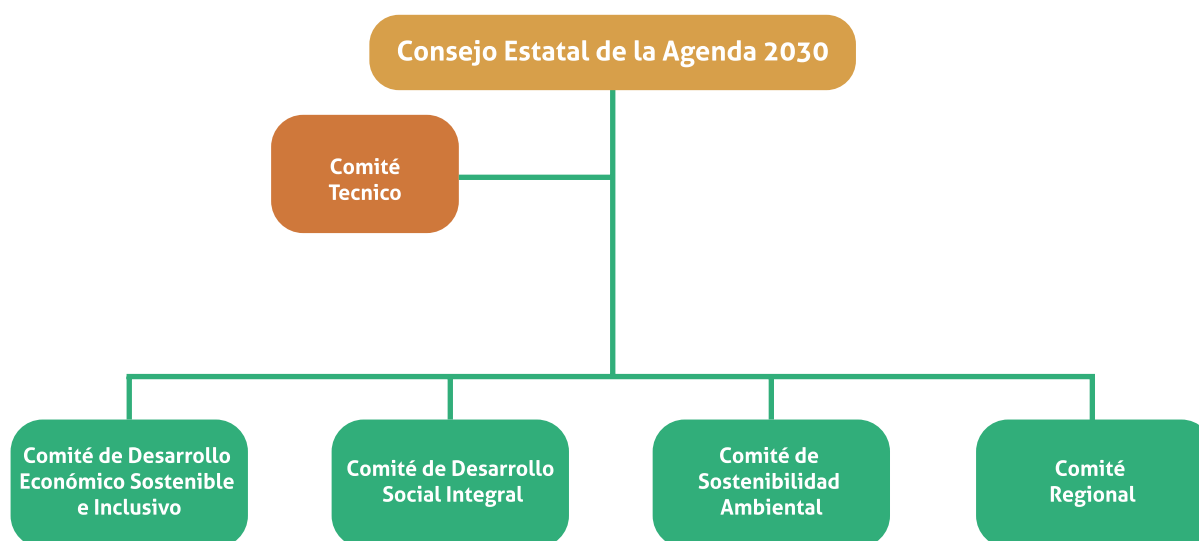 Consejo Estatal de la Agenda 2030
Comité
Tecnico
Comité de Desarrollo
Económico Sostenible
e Inclusivo
Comité de Desarrollo
Social Integral
Comité de
Sostenibilidad
Ambiental
Comité
Regional